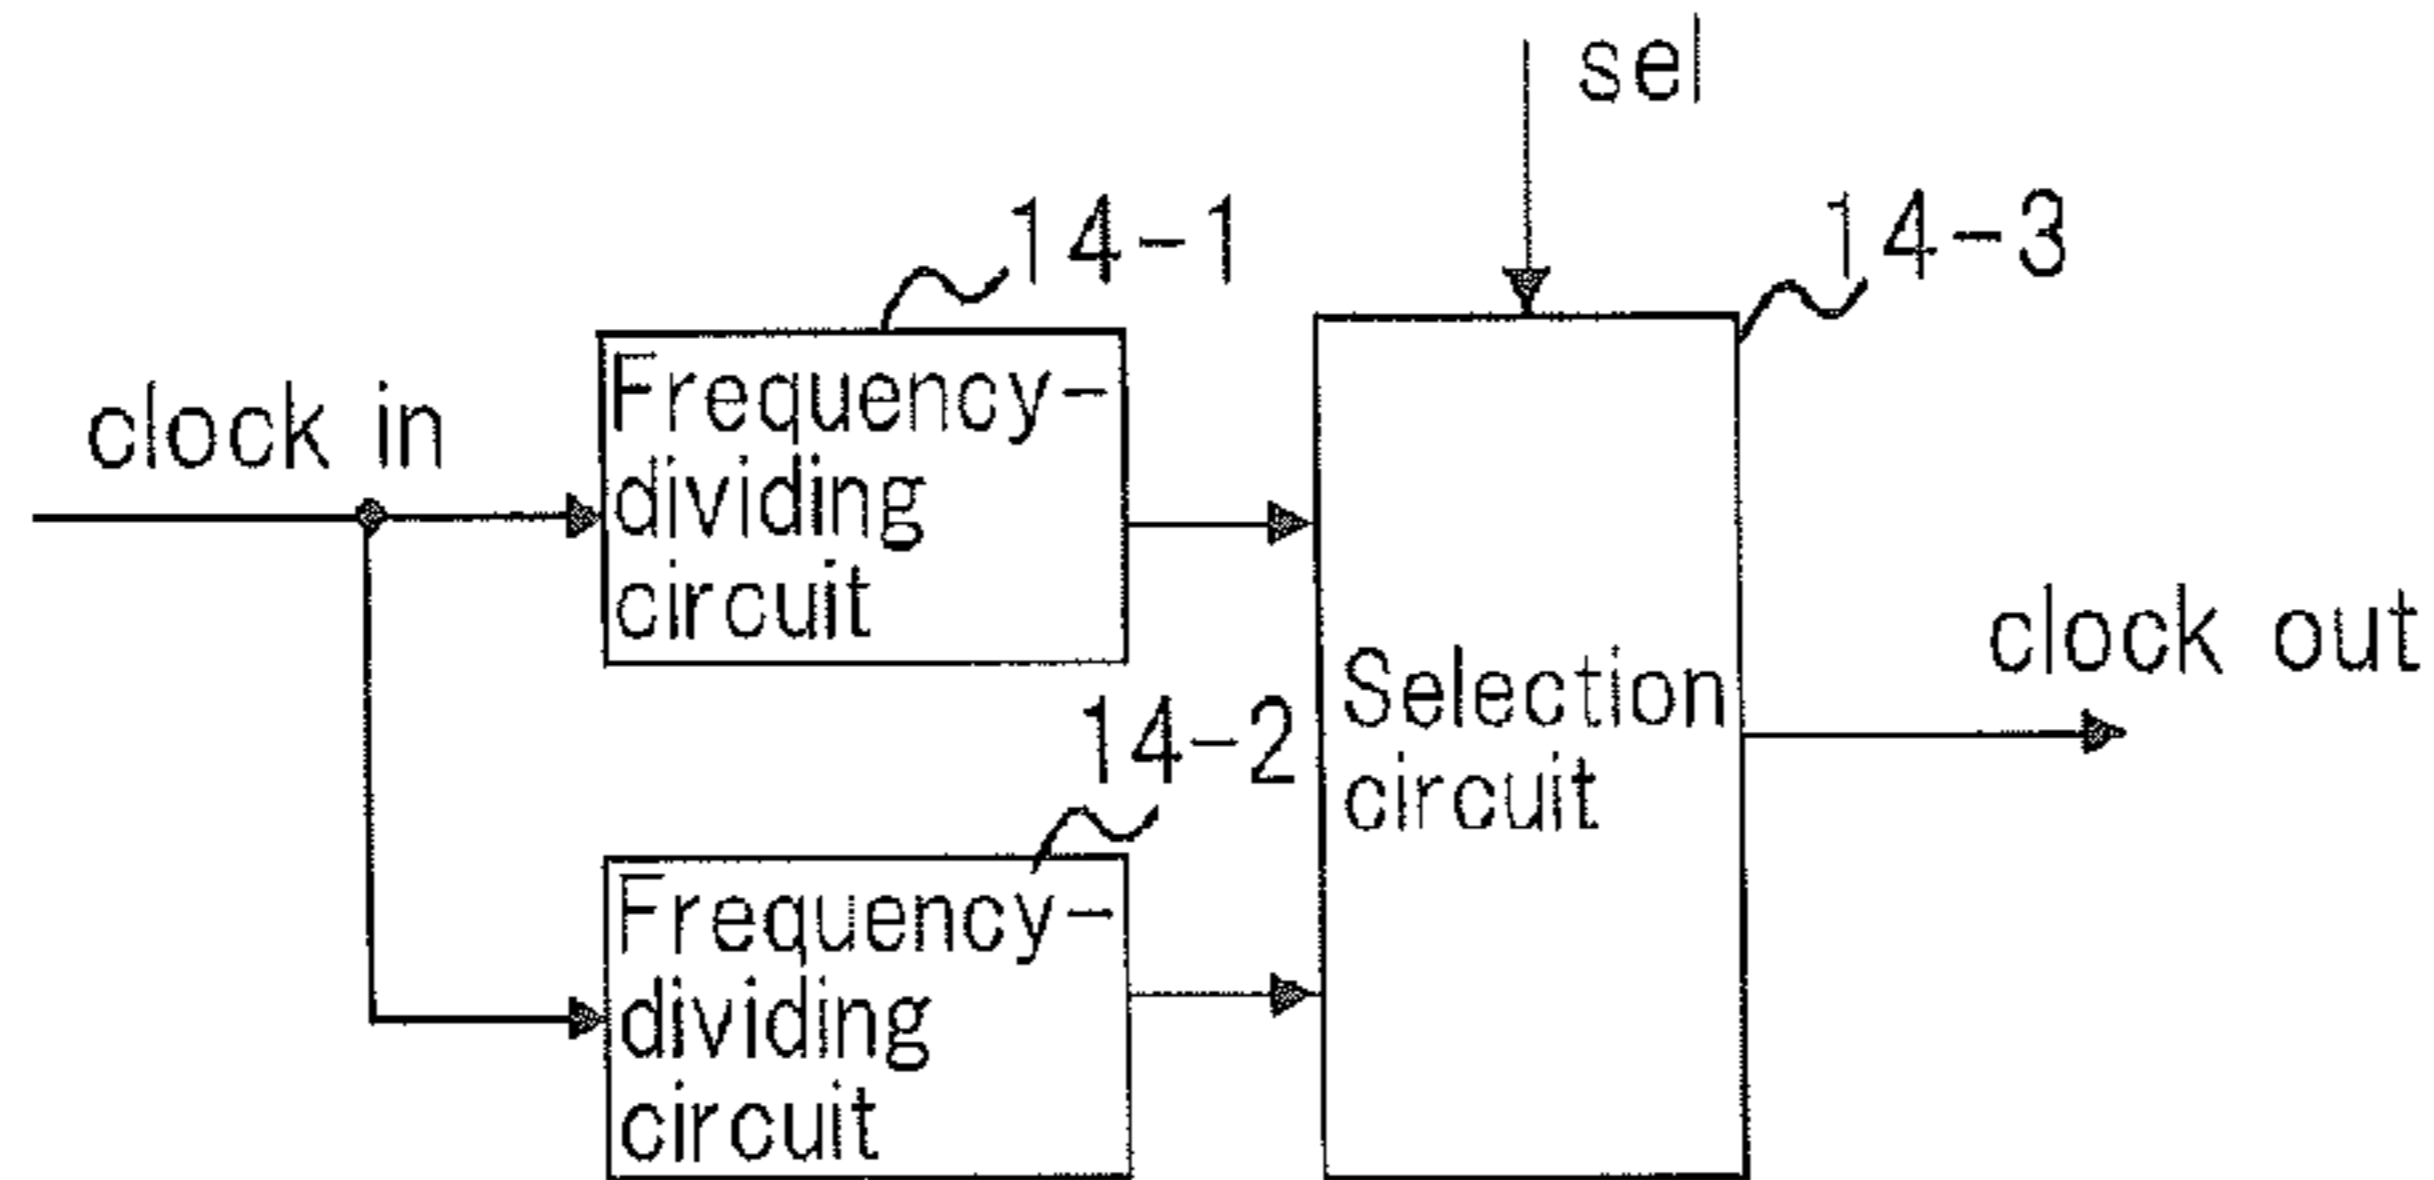 sel
14-1
14-3
clock in
Frequency-
dividing
circuit
clock out
Selection
circuit
14-2
Frequency-
dividing
circuit